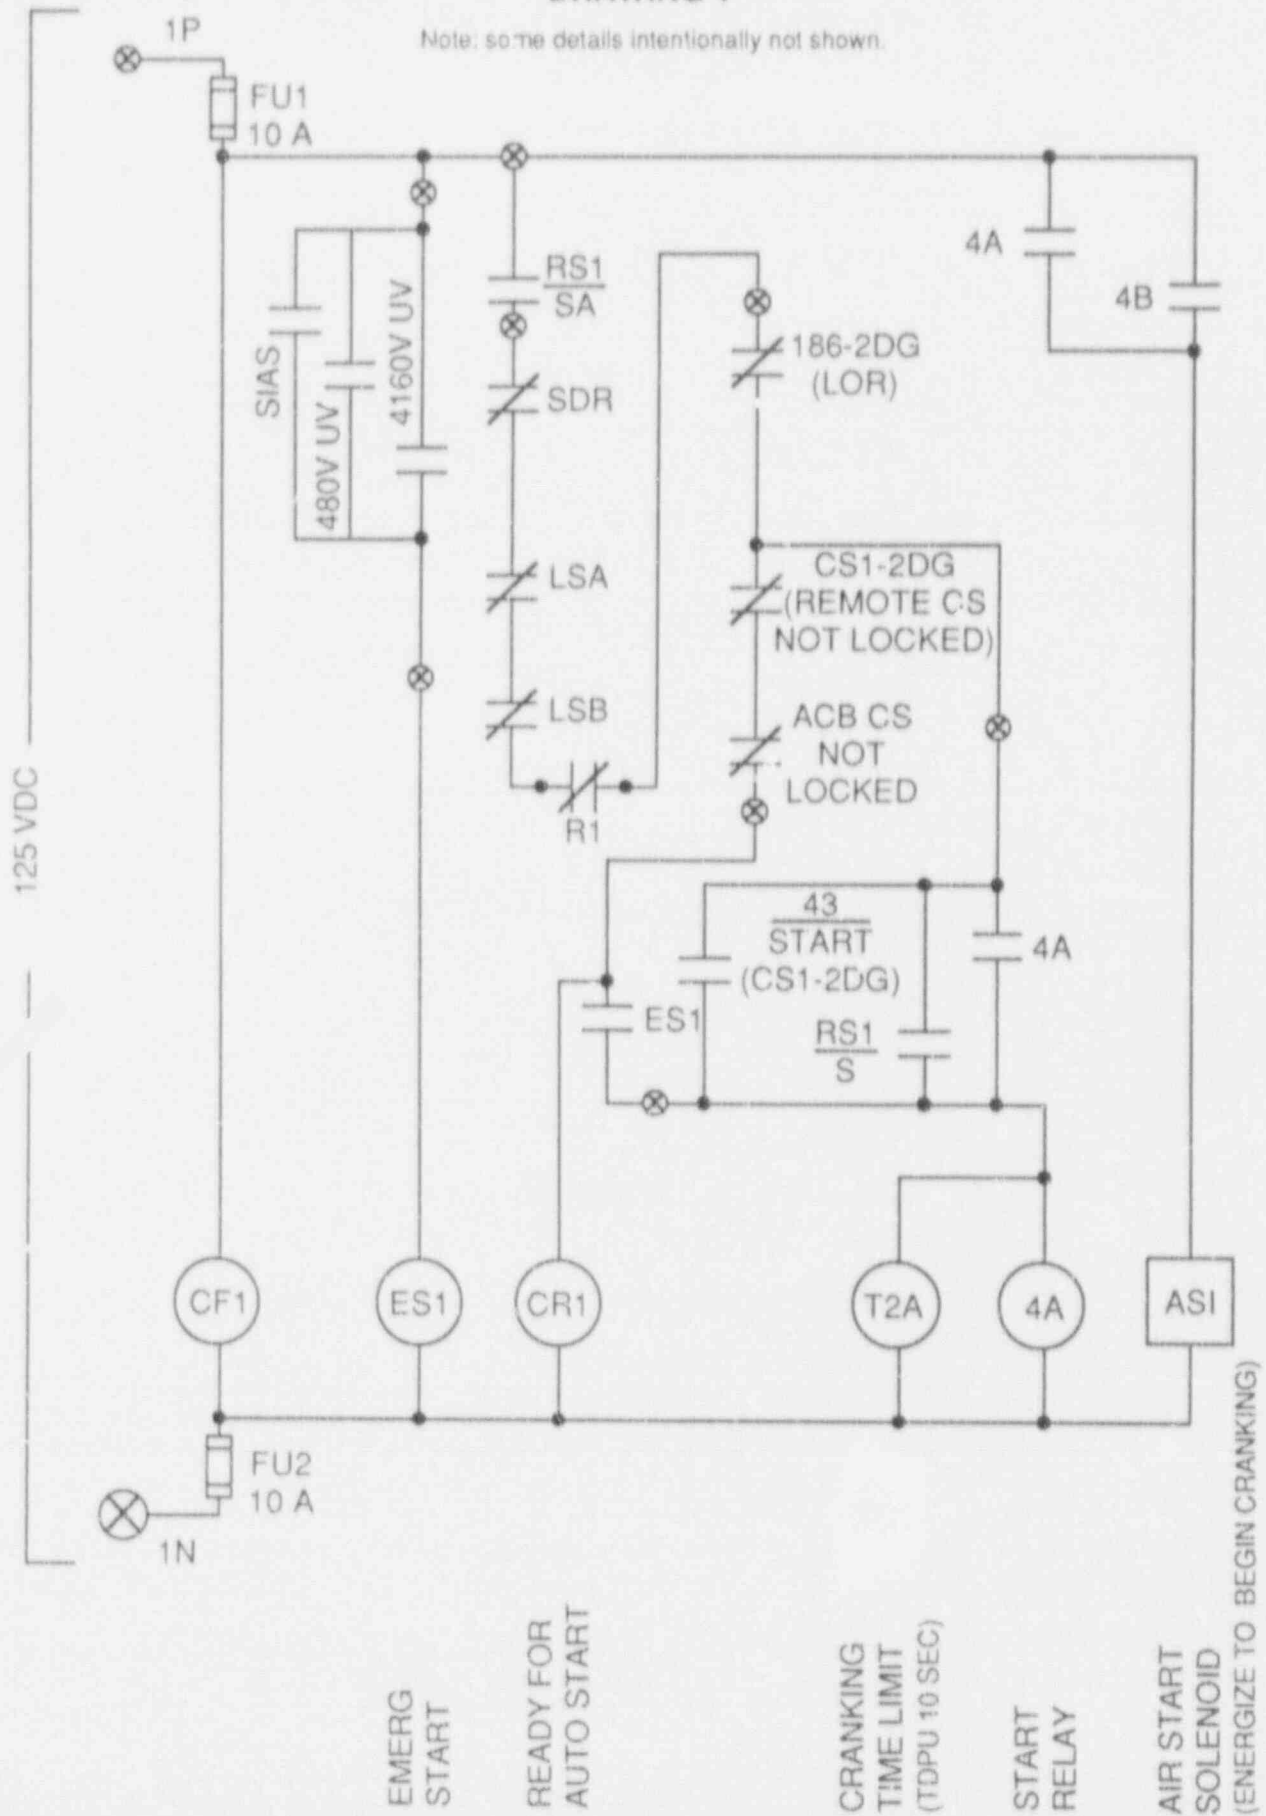 Note: some details intentionally not shown.
1P
FU1
10 A
125 VDC
SIAS
480V UV
4160V UV
RS1
SA
SDR
LSA
LSB
R1
186-2DG
(LOR)
CS1-2DG
(REMOTE CS
NOT LOCKED)
ACB CS
NOT
LOCKED
4A
4B
43
START
(CS1-2DG)
ES1
RS1
S
4A
CF1
ES1
CR1
T2A
4A
ASI
FU2
10 A
1N
EMERG
START
READY FOR
AUTO START
CRANKING
TIME LIMIT
(TDPU 10 SEC)
START
RELAY
AIR START
SOLENOID
(ENERGIZE TO BEGIN CRANKING)